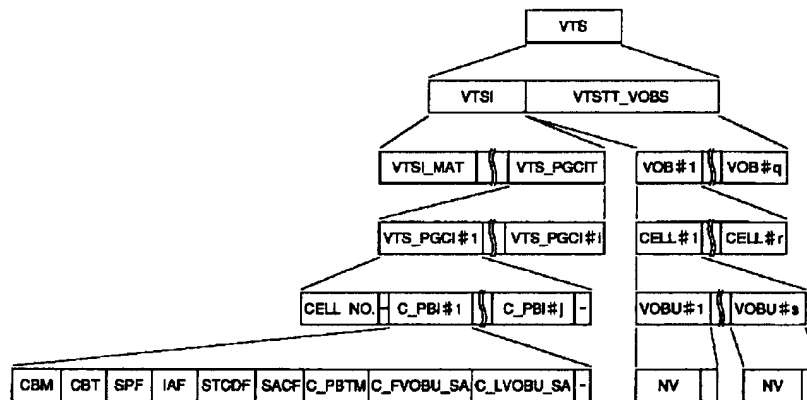 VTS
VTSI VTSTT_VOBS
VTSI_MAT VTS_PGCIT VOB#1 VOB#q
VTS_PGCI#1 VTS_PGCI#i CELL#1 CELL#r
CELL NO. - C_PBI#1 C_PBI#j - VOBU#1 VOBU#s
CBM CBT SPF IAF STCDF SACF C_PBTM C_FVOBU_SA C_LVOBU_SA - NV NV